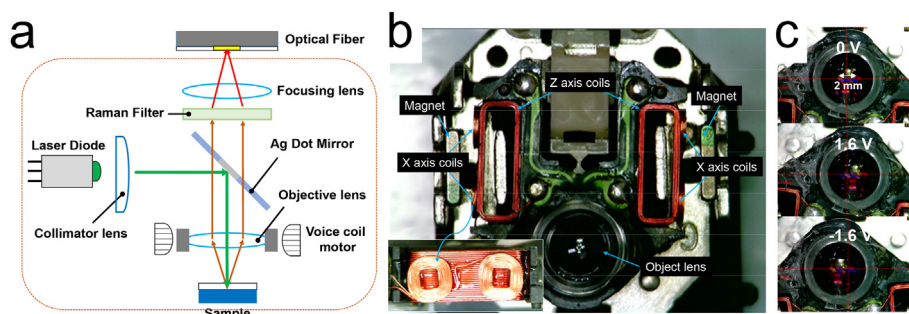 a
Optical Fiber
Focusing lens
Raman Filter
Laser Diode
Ag Dot Mirror
Objective lens
Collimator lens
Voice coil
motor
Sample
b
Z axis coils
Magnet
Magnet
X axis coils
X axis coils
Object lens
c
0 V
2 mm
1.6 V
-1.6 V